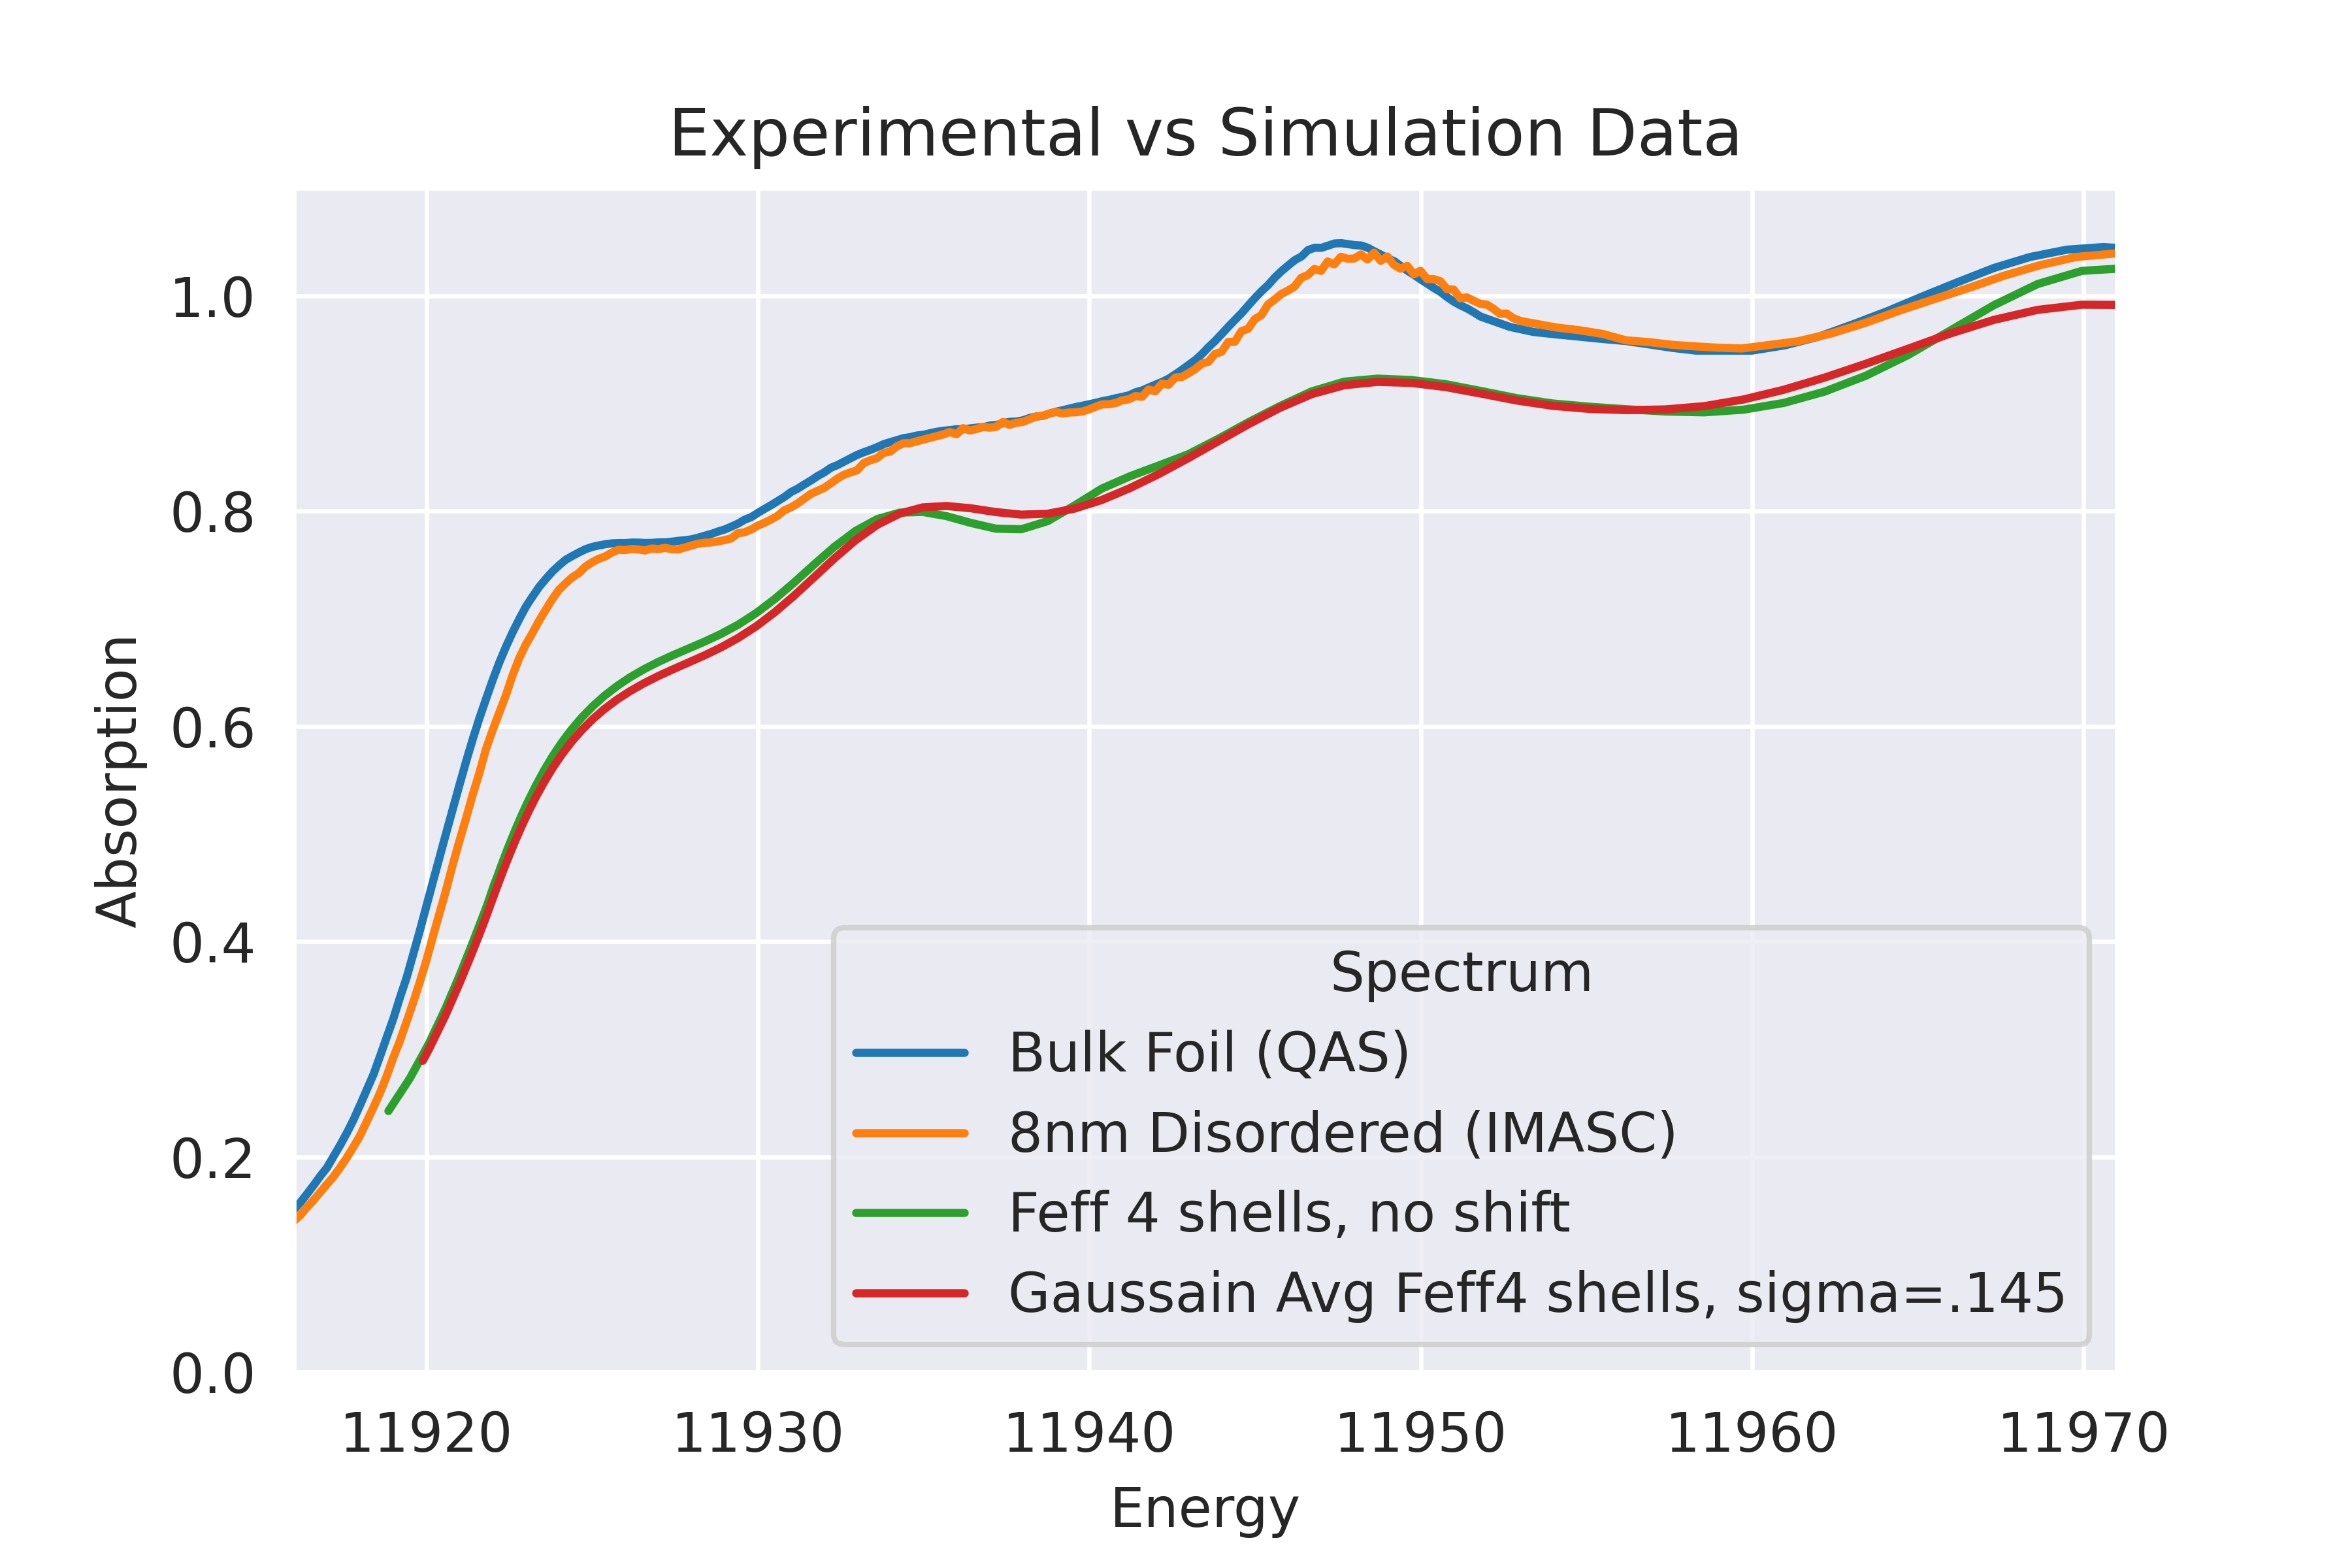 Experimental vs Simulation Data
1.0
0.8
0.6
0.4
0.2
0.0
Absorption
Spectrum
Bulk Foil (QAS)
8nm Disordered (IMASC)
Feff 4 shells, no shift
Gaussain Avg Feff4 shells, sigma=.145
11920 11930 11940 11950 11960 11970
Energy